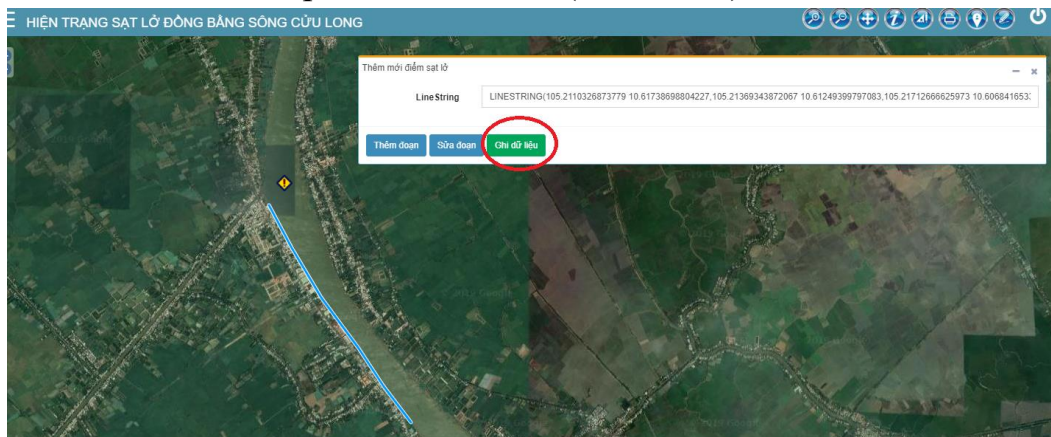 HIỆN TRẠNG SẠT LỞ ĐỒNG BẰNG SÔNG CỬU LONG
Thêm mới điểm sạt lở
LineString
LINESTRING(105.2110326873779 10.61738698804227,105.21369343872067 10.61249399797083,105.21712666625973 10.606841653
Thêm đoạn Sửa đoạn Ghi dữ liệu